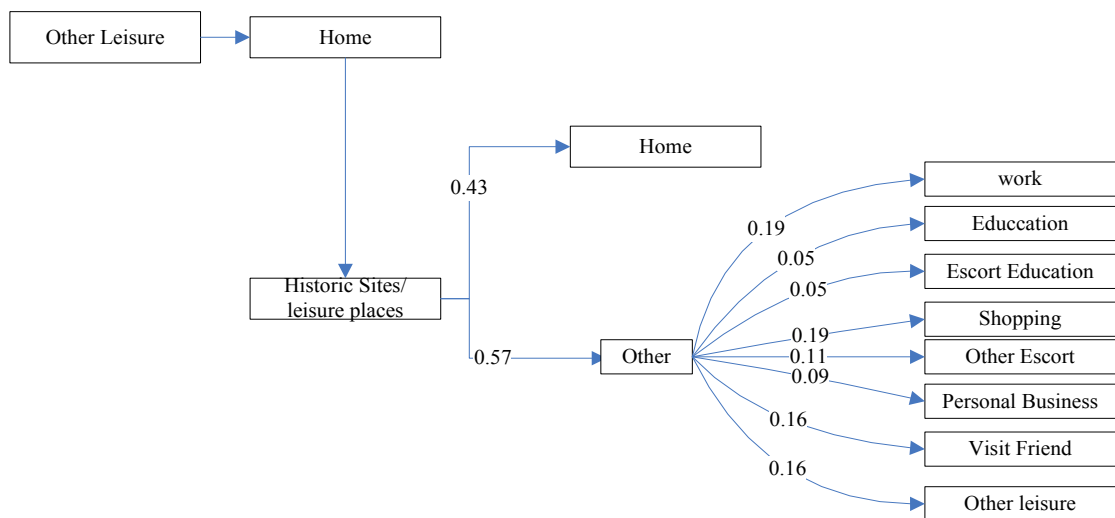 Other Leisure
Home
Home
0.43
work
0.19
Educcation
0.05
Escort Education
0.05
Historic Sites/
leisure places
Shopping
0.19
0.57
Other
0.11
Other Escort
0.09
Personal Business
0.16
Visit Friend
0.16
Other leisure